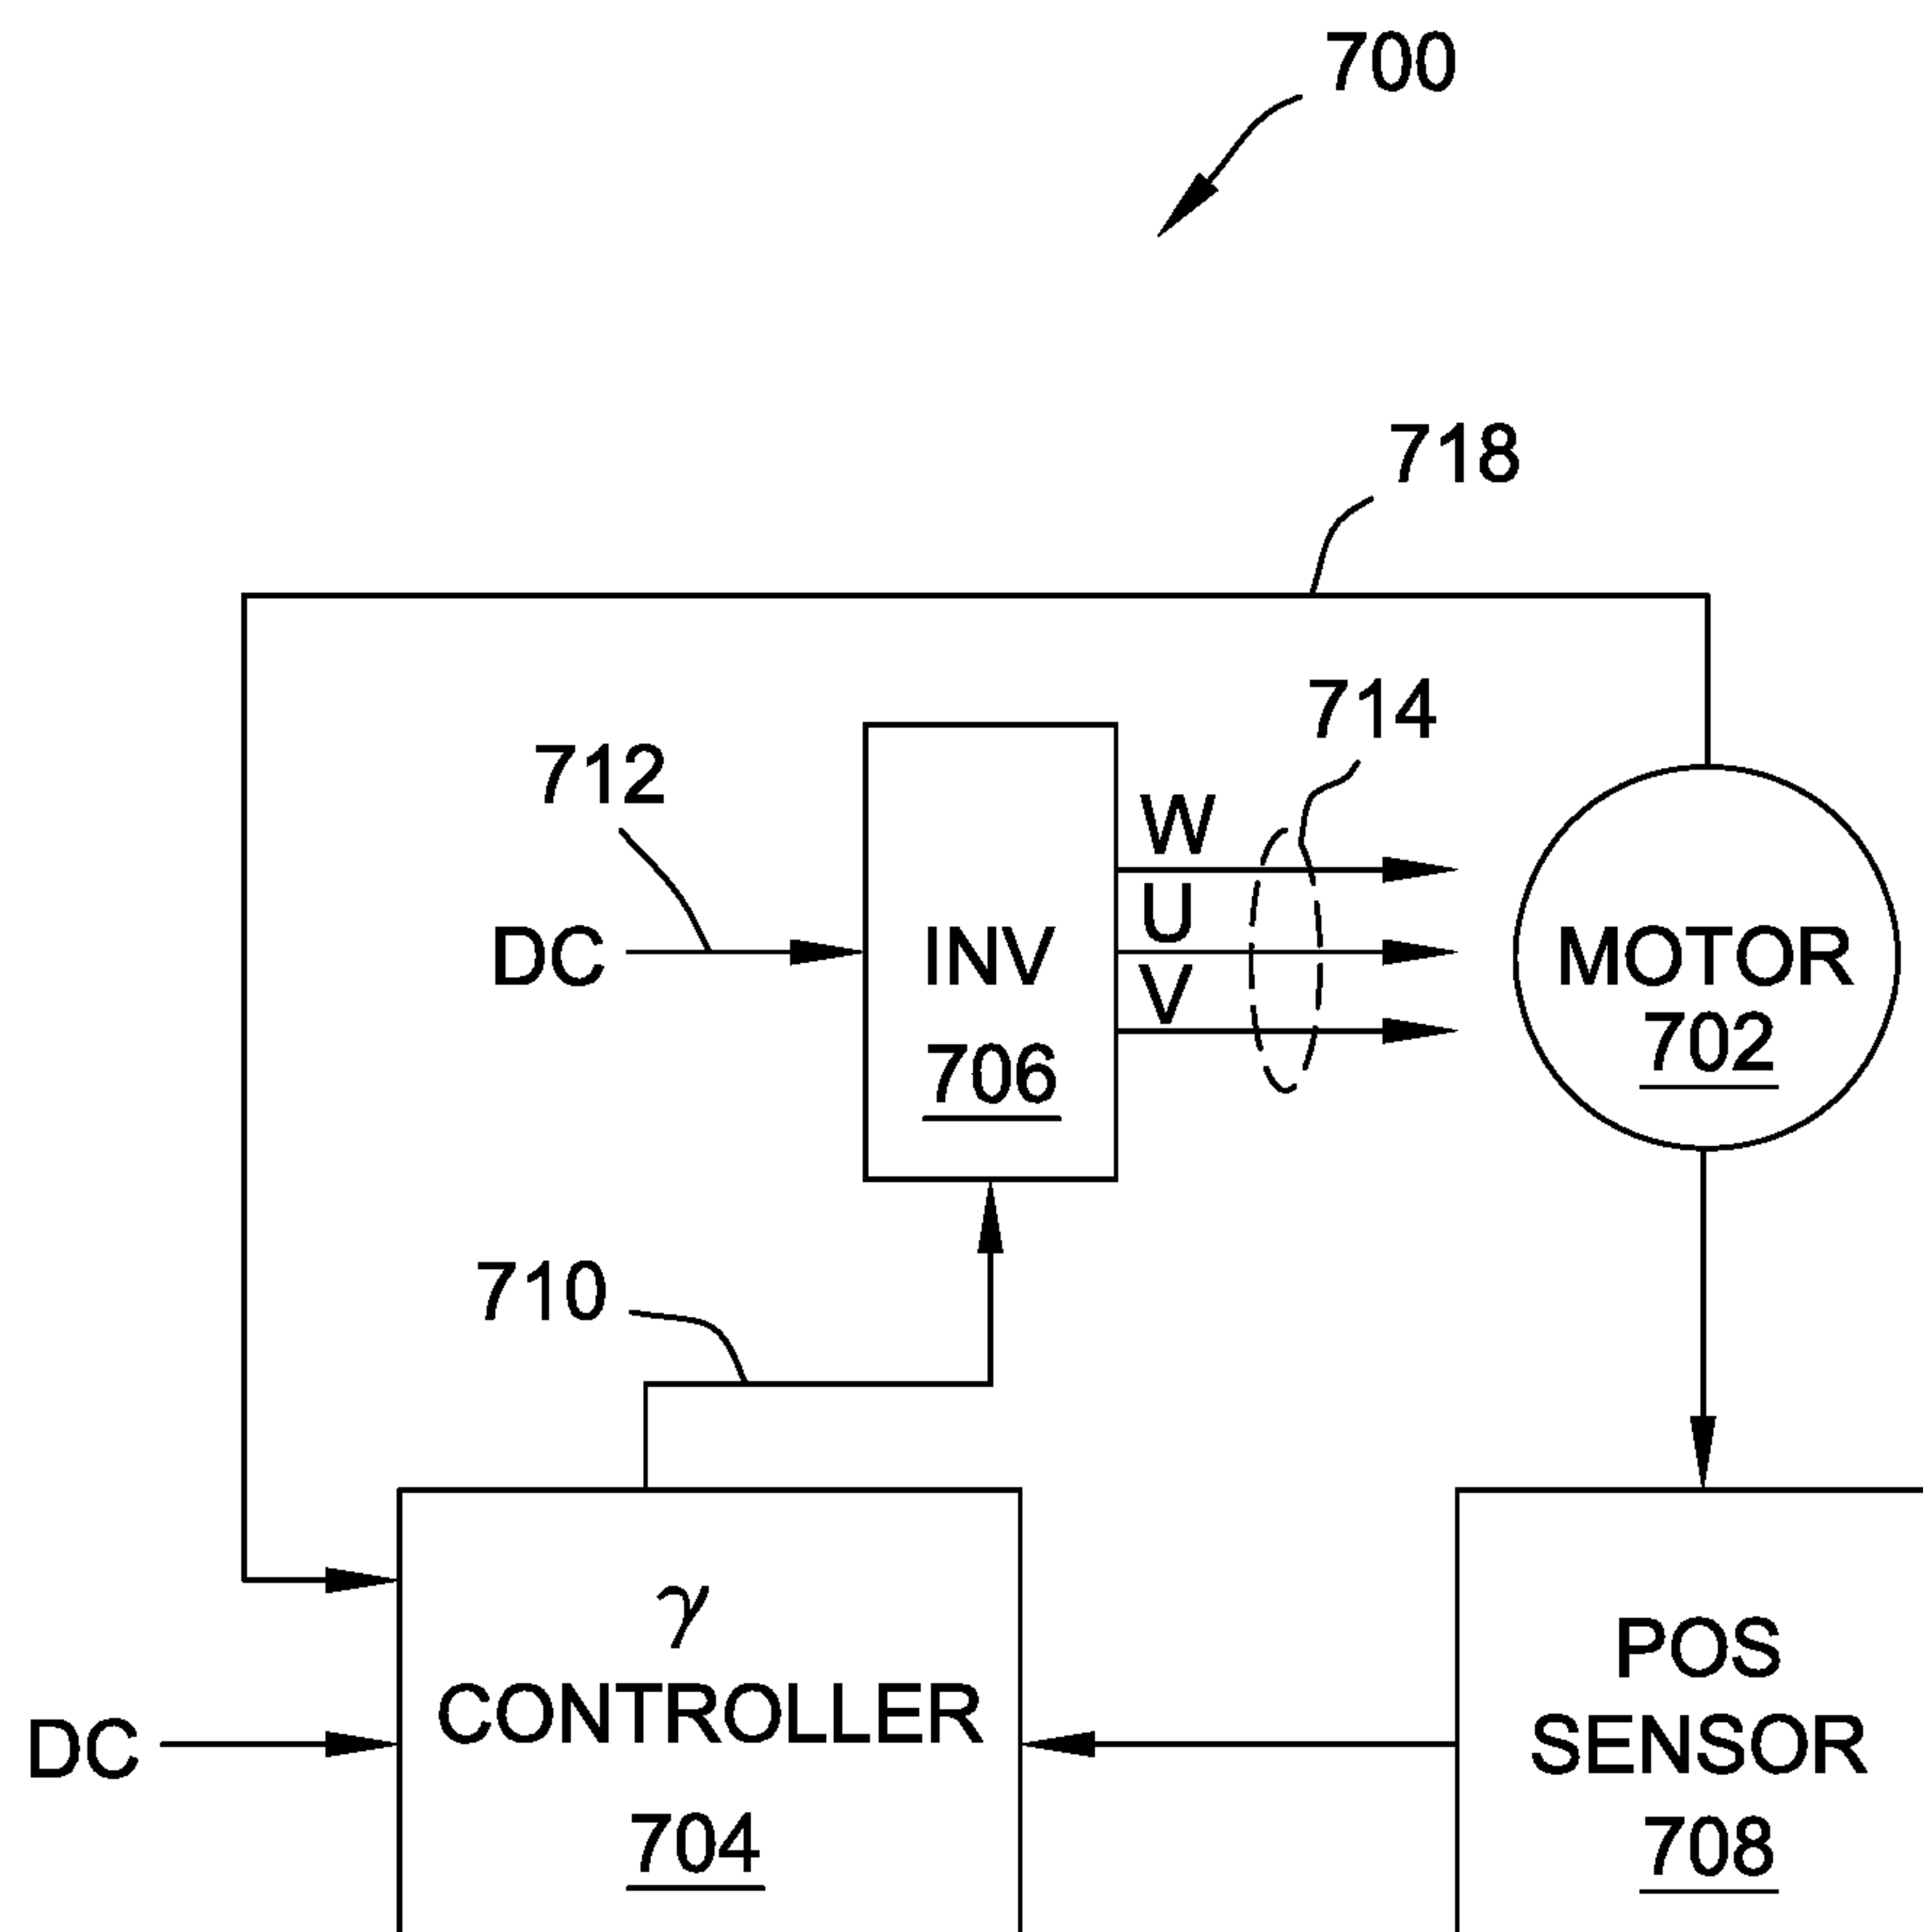 700
718
714
712
W
U
V
DC
INV
706
MOTOR
702
710
γ
CONTROLLER
704
DC
POS
SENSOR
708